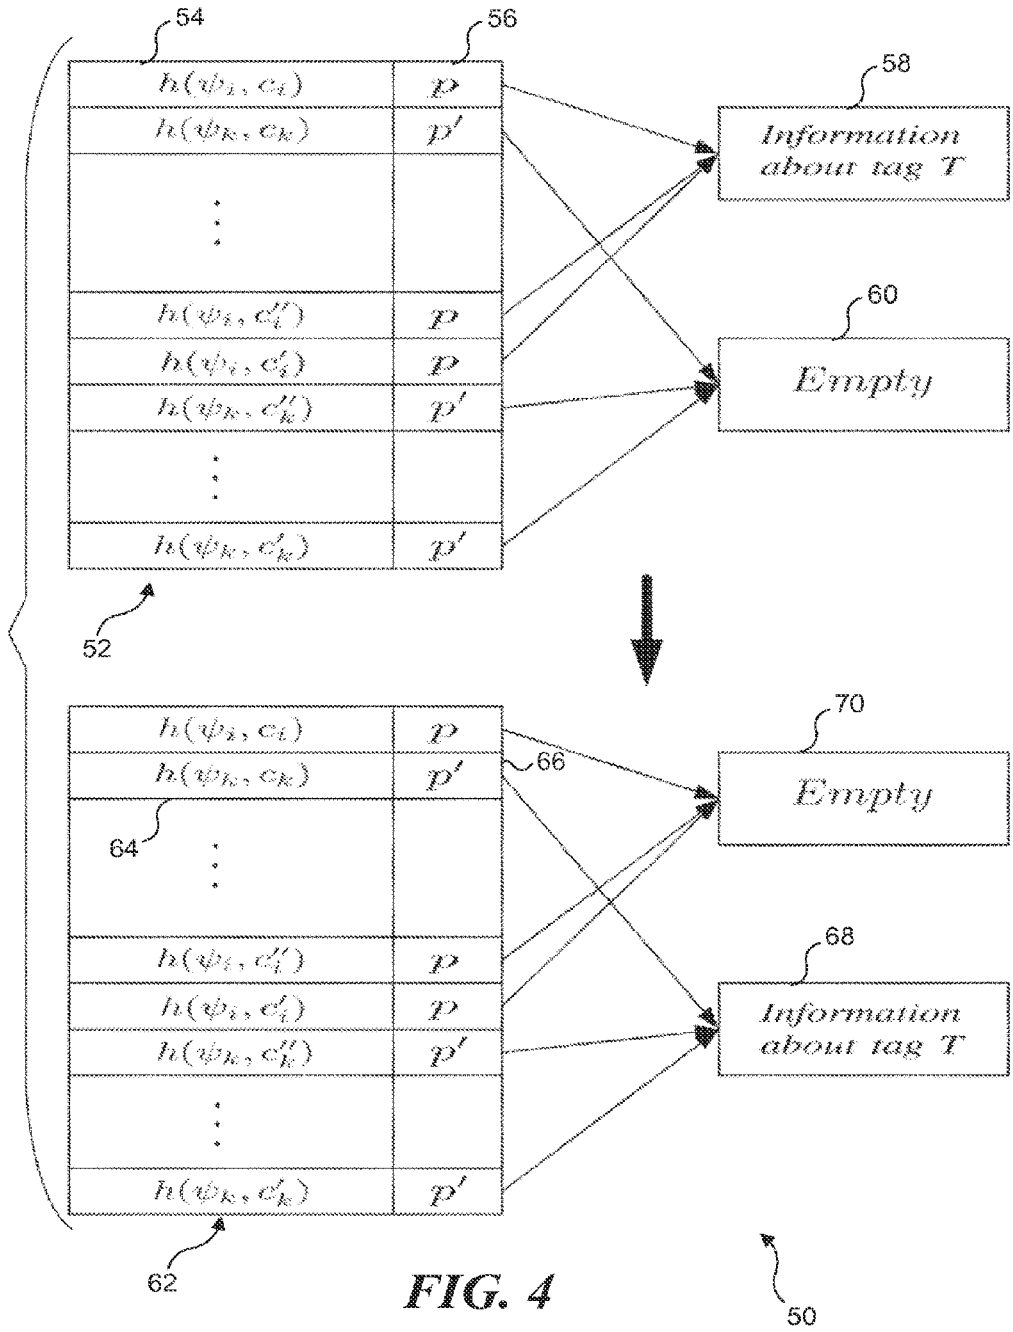 54
56
h(ψᵢ, cᵢ) p
h(ψₖ, cₖ) p′
58
Information
about tag T
⋮
h(ψᵢ, c″ᵢ) p
h(ψᵢ, c′ᵢ) p
h(ψₖ, c″ₖ) p′
60
Empty
⋮
h(ψₖ, c′ₖ) p′
52
h(ψᵢ, cᵢ) p
h(ψₖ, cₖ) p′
66
70
Empty
64
⋮
h(ψᵢ, c″ᵢ) p
h(ψᵢ, c′ᵢ) p
h(ψₖ, c″ₖ) p′
68
Information
about tag T
⋮
h(ψₖ, c′ₖ) p′
62
FIG. 4
50